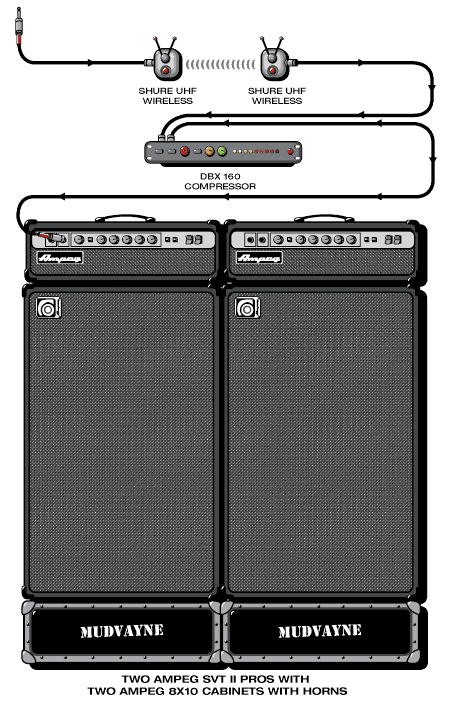 SHURE UHF
WIRELESS
SHURE UHF
WIRELESS
DBX 160
COMPRESSOR
Ampeg
Ampeg
MUDVAYNE
MUDVAYNE
TWO AMPEG SVT II PROS WITH
TWO AMPEG 8X10 CABINETS WITH HORNS